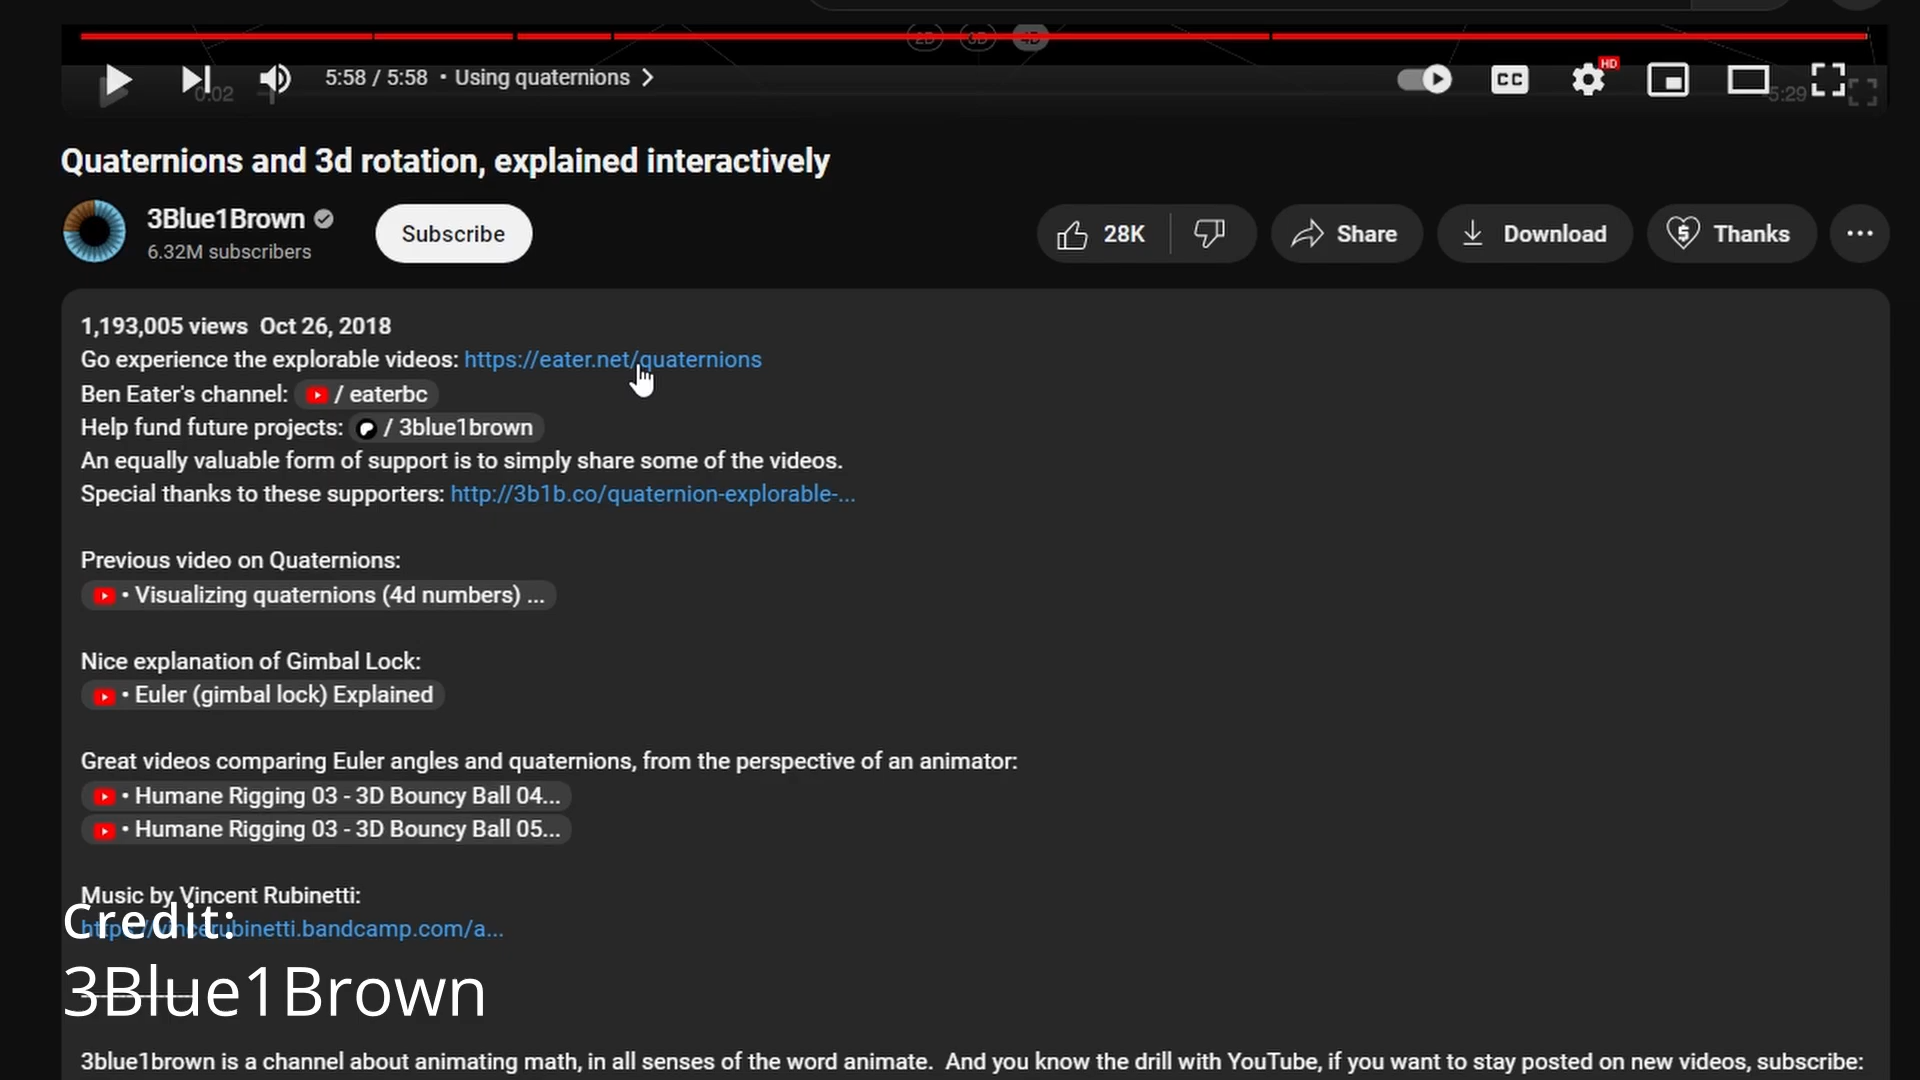 2D 3D 4D
5:58 / 5:58 • Using quaternions
CC
HD
0:02
5:29
Quaternions and 3d rotation, explained interactively
3Blue1Brown
6.32M subscribers
Subscribe
28K
Share
Download
Thanks
1,193,005 views Oct 26, 2018
Go experience the explorable videos: https://eater.net/quaternions
Ben Eater's channel: / eaterbc
Help fund future projects: / 3blue1brown
An equally valuable form of support is to simply share some of the videos.
Special thanks to these supporters: http://3b1b.co/quaternion-explorable-...
Previous video on Quaternions:
• Visualizing quaternions (4d numbers) ...
Nice explanation of Gimbal Lock:
• Euler (gimbal lock) Explained
Great videos comparing Euler angles and quaternions, from the perspective of an animator:
• Humane Rigging 03 - 3D Bouncy Ball 04...
• Humane Rigging 03 - 3D Bouncy Ball 05...
Music by Vincent Rubinetti:
https://vincerubinetti.bandcamp.com/a...
Credit:
3Blue1Brown
3blue1brown is a channel about animating math, in all senses of the word animate. And you know the drill with YouTube, if you want to stay posted on new videos, subscribe: